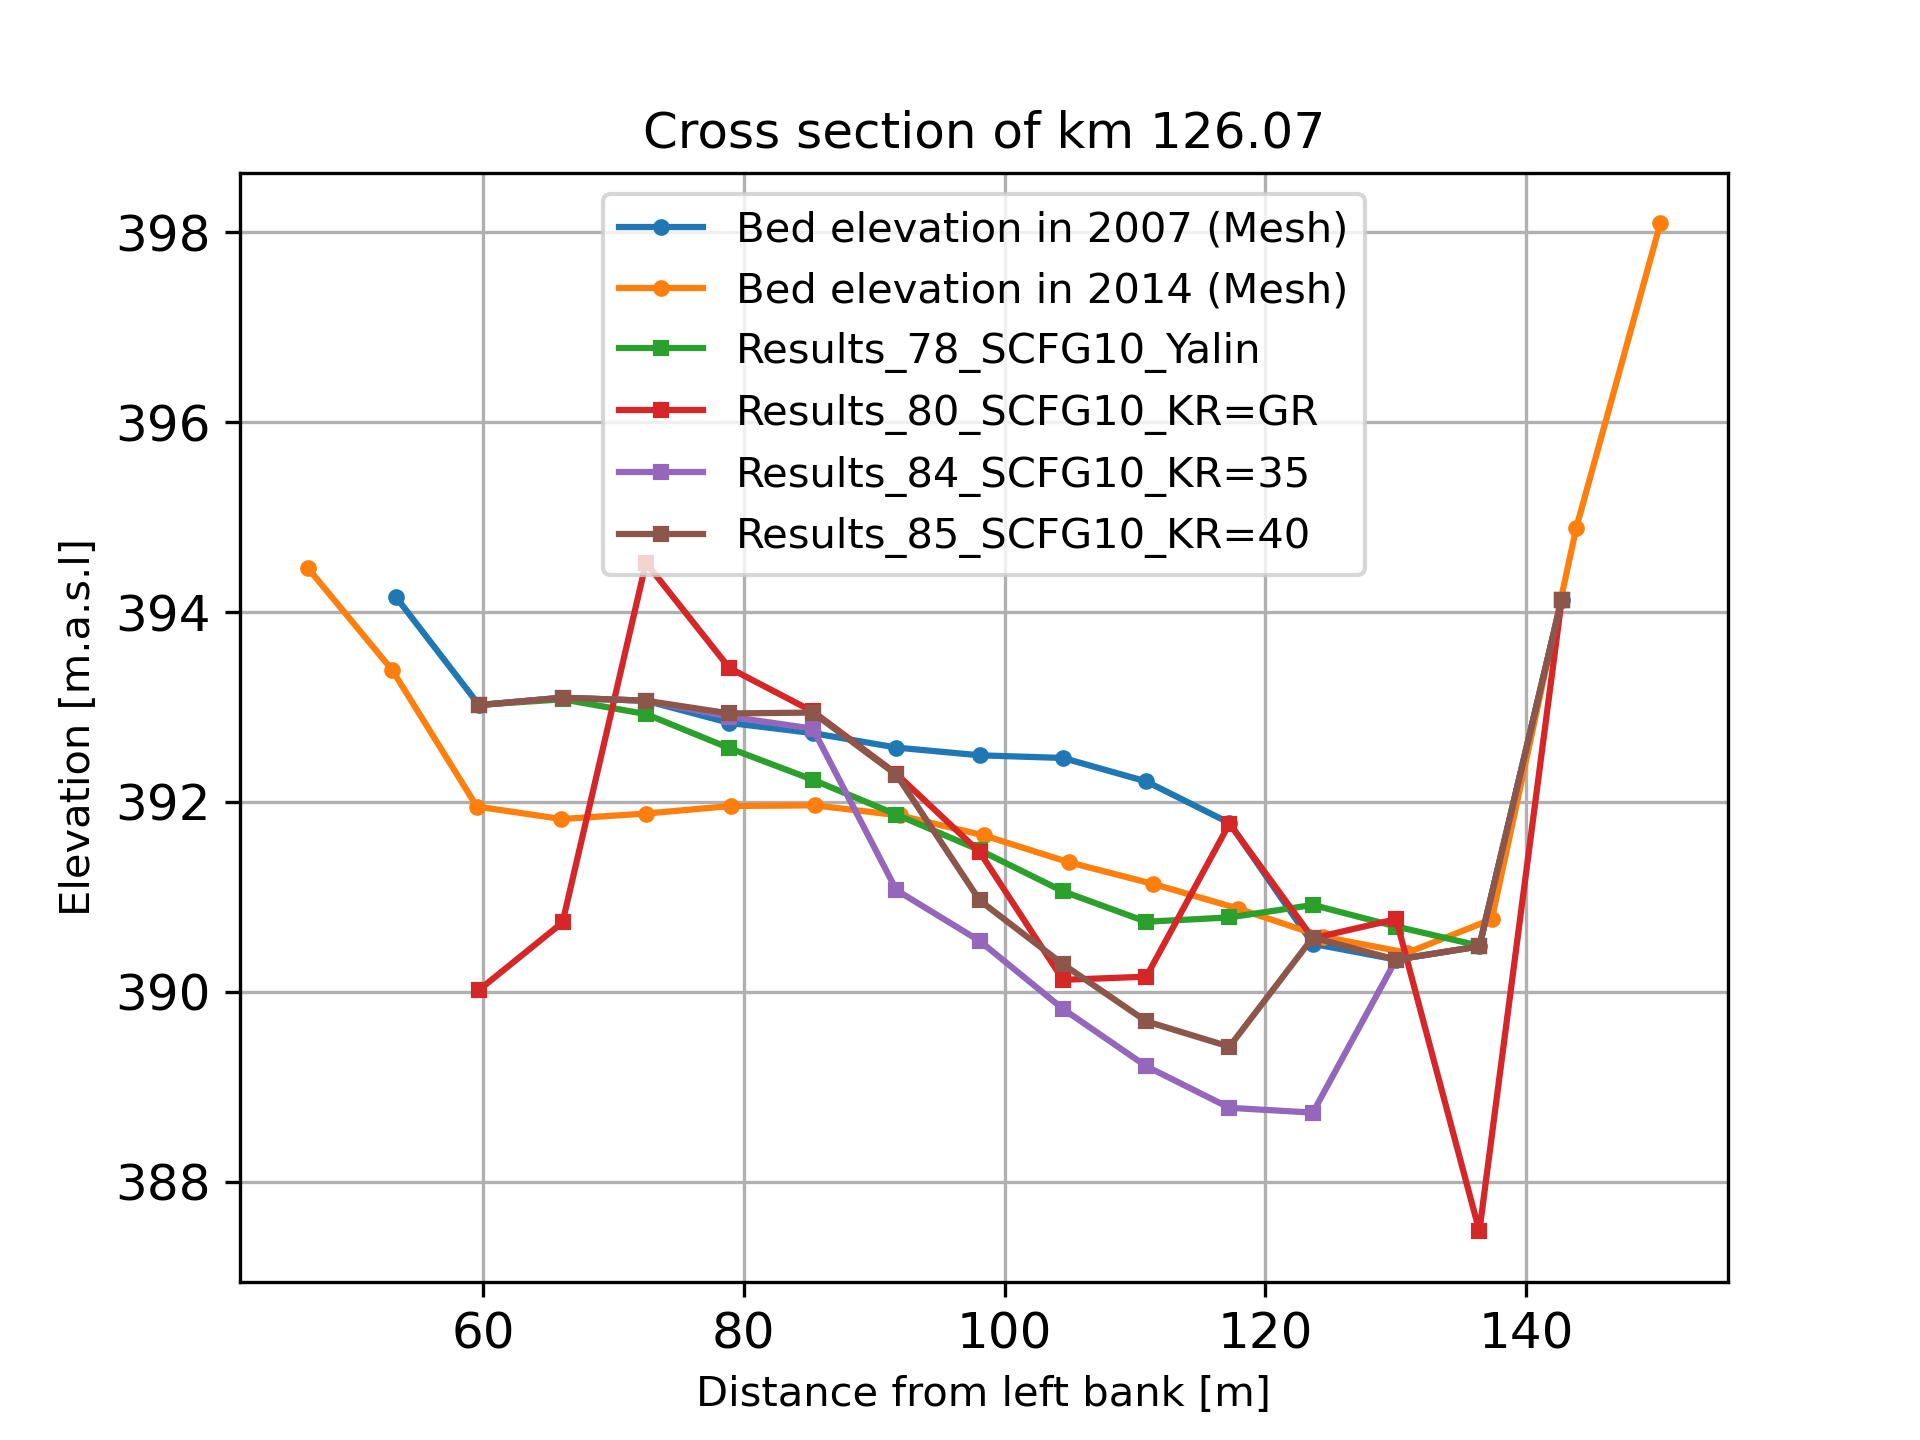 Cross section of km 126.07
Bed elevation in 2007 (Mesh)
Bed elevation in 2014 (Mesh)
Results_78_SCFG10_Yalin
Results_80_SCFG10_KR=GR
Results_84_SCFG10_KR=35
Results_85_SCFG10_KR=40
Elevation [m.a.s.l]
398
396
394
392
390
388
60 80 100 120 140
Distance from left bank [m]